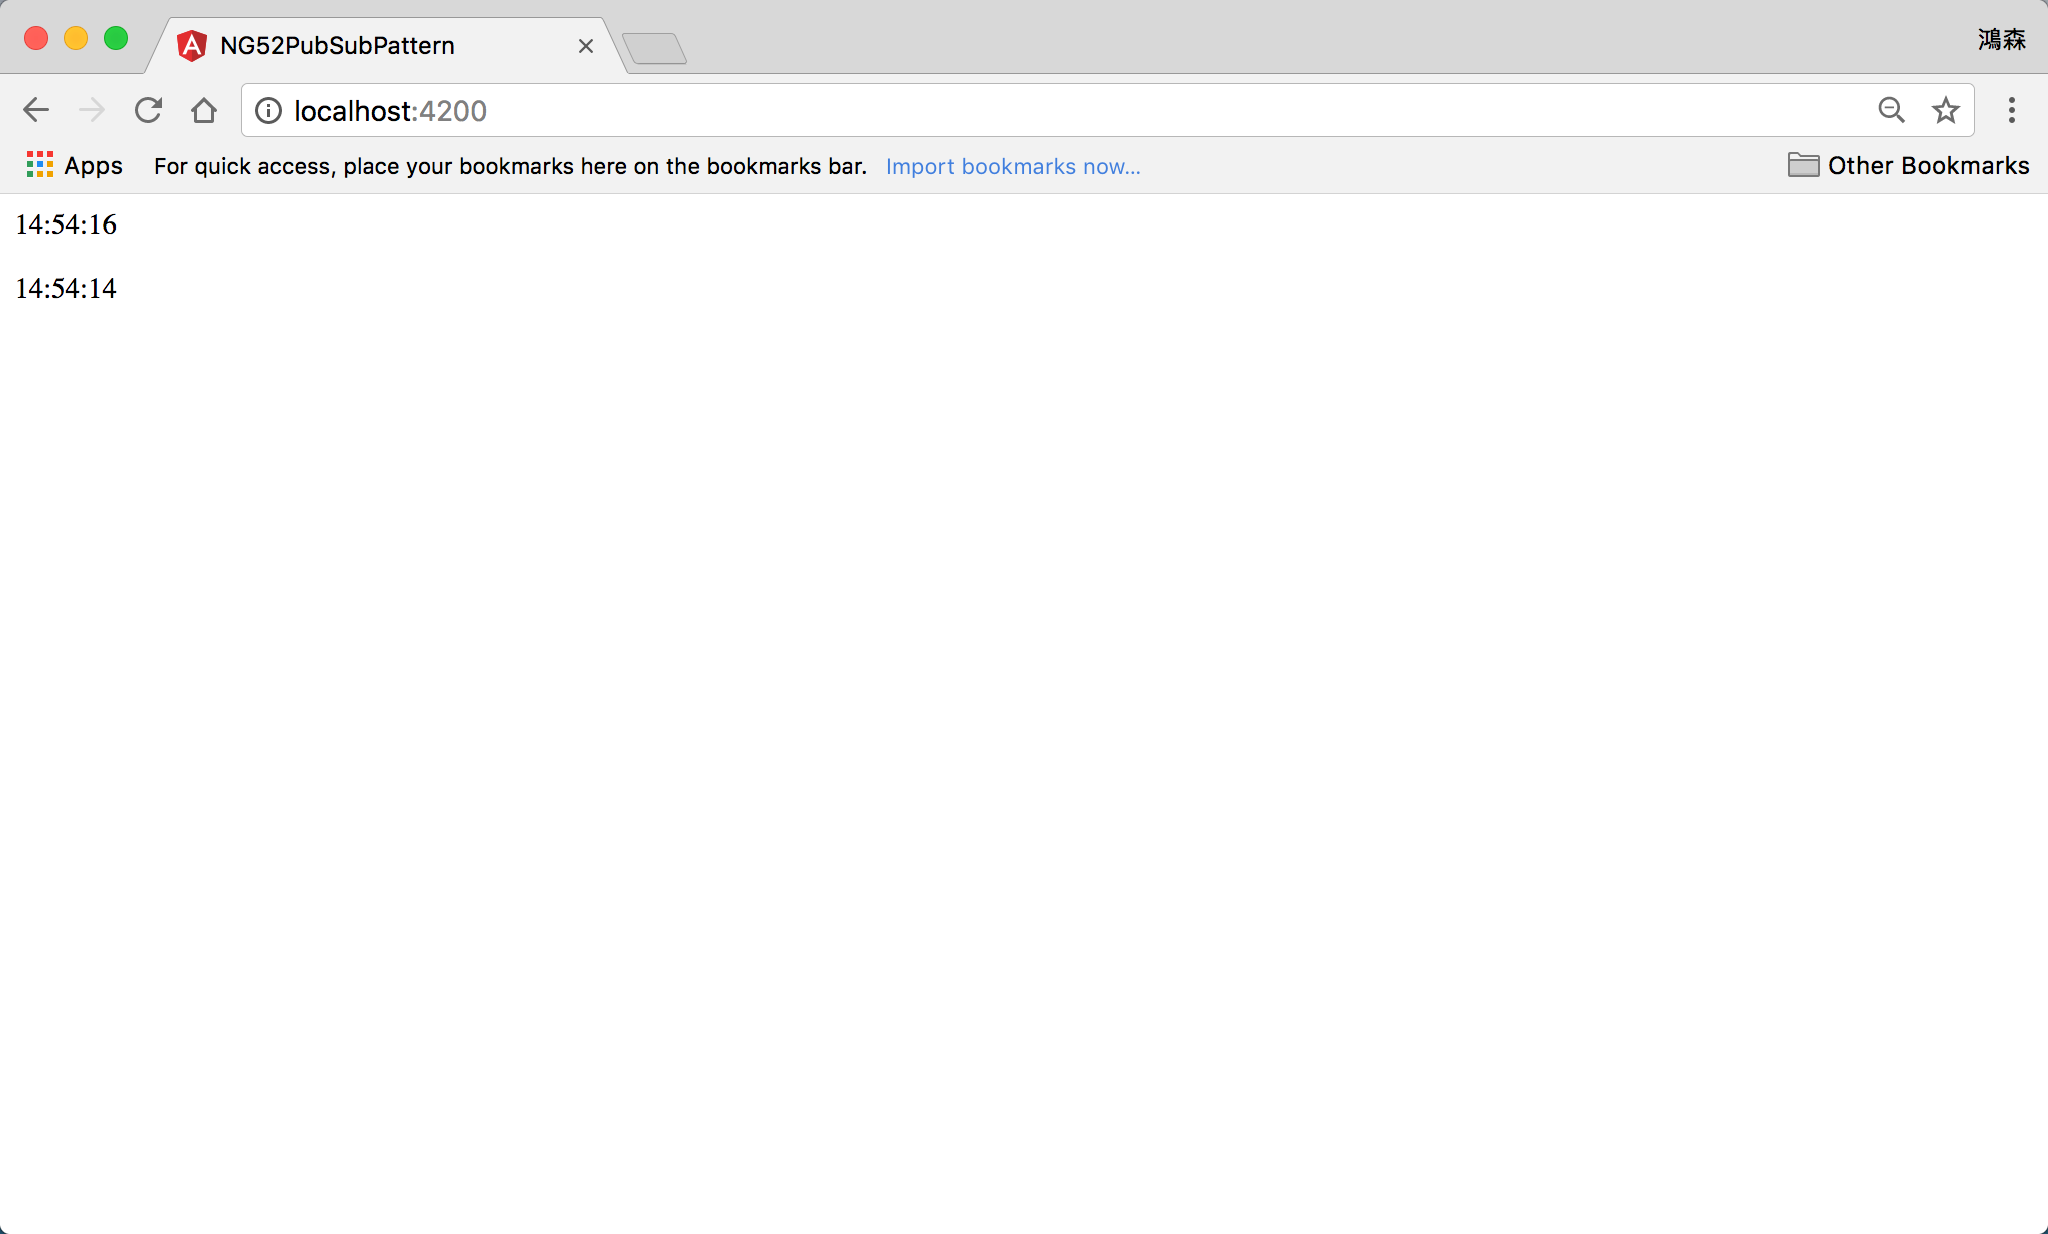 NG52PubSubPattern
鴻森
localhost:4200
Apps For quick access, place your bookmarks here on the bookmarks bar. Import bookmarks now... Other Bookmarks
14:54:16
14:54:14